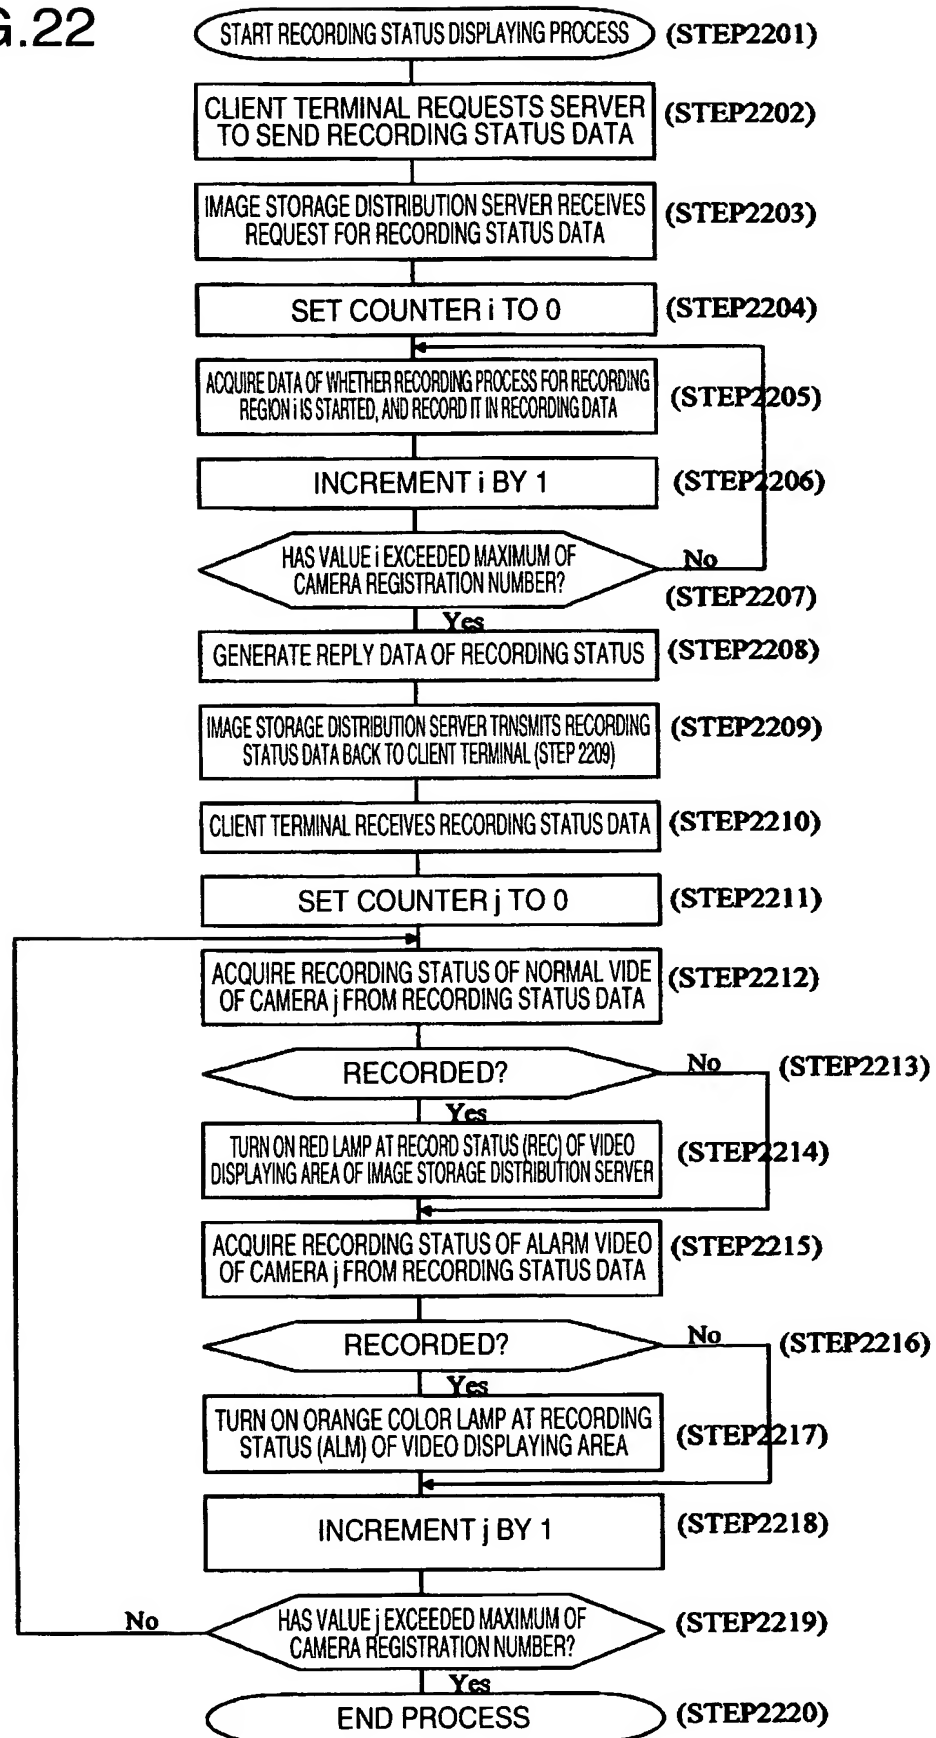 G.22
START RECORDING STATUS DISPLAYING PROCESS (STEP2201)
CLIENT TERMINAL REQUESTS SERVER
TO SEND RECORDING STATUS DATA
(STEP2202)
IMAGE STORAGE DISTRIBUTION SERVER RECEIVES
REQUEST FOR RECORDING STATUS DATA
(STEP2203)
SET COUNTER i TO 0 (STEP2204)
ACQUIRE DATA OF WHETHER RECORDING PROCESS FOR RECORDING
REGION i IS STARTED, AND RECORD IT IN RECORDING DATA
(STEP2205)
INCREMENT i BY 1 (STEP2206)
HAS VALUE i EXCEEDED MAXIMUM OF
CAMERA REGISTRATION NUMBER?
No
(STEP2207)
Yes
GENERATE REPLY DATA OF RECORDING STATUS (STEP2208)
IMAGE STORAGE DISTRIBUTION SERVER TRNSMITS RECORDING
STATUS DATA BACK TO CLIENT TERMINAL (STEP 2209)
(STEP2209)
CLIENT TERMINAL RECEIVES RECORDING STATUS DATA (STEP2210)
SET COUNTER j TO 0 (STEP2211)
ACQUIRE RECORDING STATUS OF NORMAL VIDE
OF CAMERA j FROM RECORDING STATUS DATA
(STEP2212)
RECORDED? No (STEP2213)
Yes
TURN ON RED LAMP AT RECORD STATUS (REC) OF VIDEO
DISPLAYING AREA OF IMAGE STORAGE DISTRIBUTION SERVER
(STEP2214)
ACQUIRE RECORDING STATUS OF ALARM VIDEO
OF CAMERA j FROM RECORDING STATUS DATA
(STEP2215)
RECORDED? No (STEP2216)
Yes
TURN ON ORANGE COLOR LAMP AT RECORDING
STATUS (ALM) OF VIDEO DISPLAYING AREA
(STEP2217)
INCREMENT j BY 1 (STEP2218)
No
HAS VALUE j EXCEEDED MAXIMUM OF
CAMERA REGISTRATION NUMBER?
(STEP2219)
Yes
END PROCESS (STEP2220)